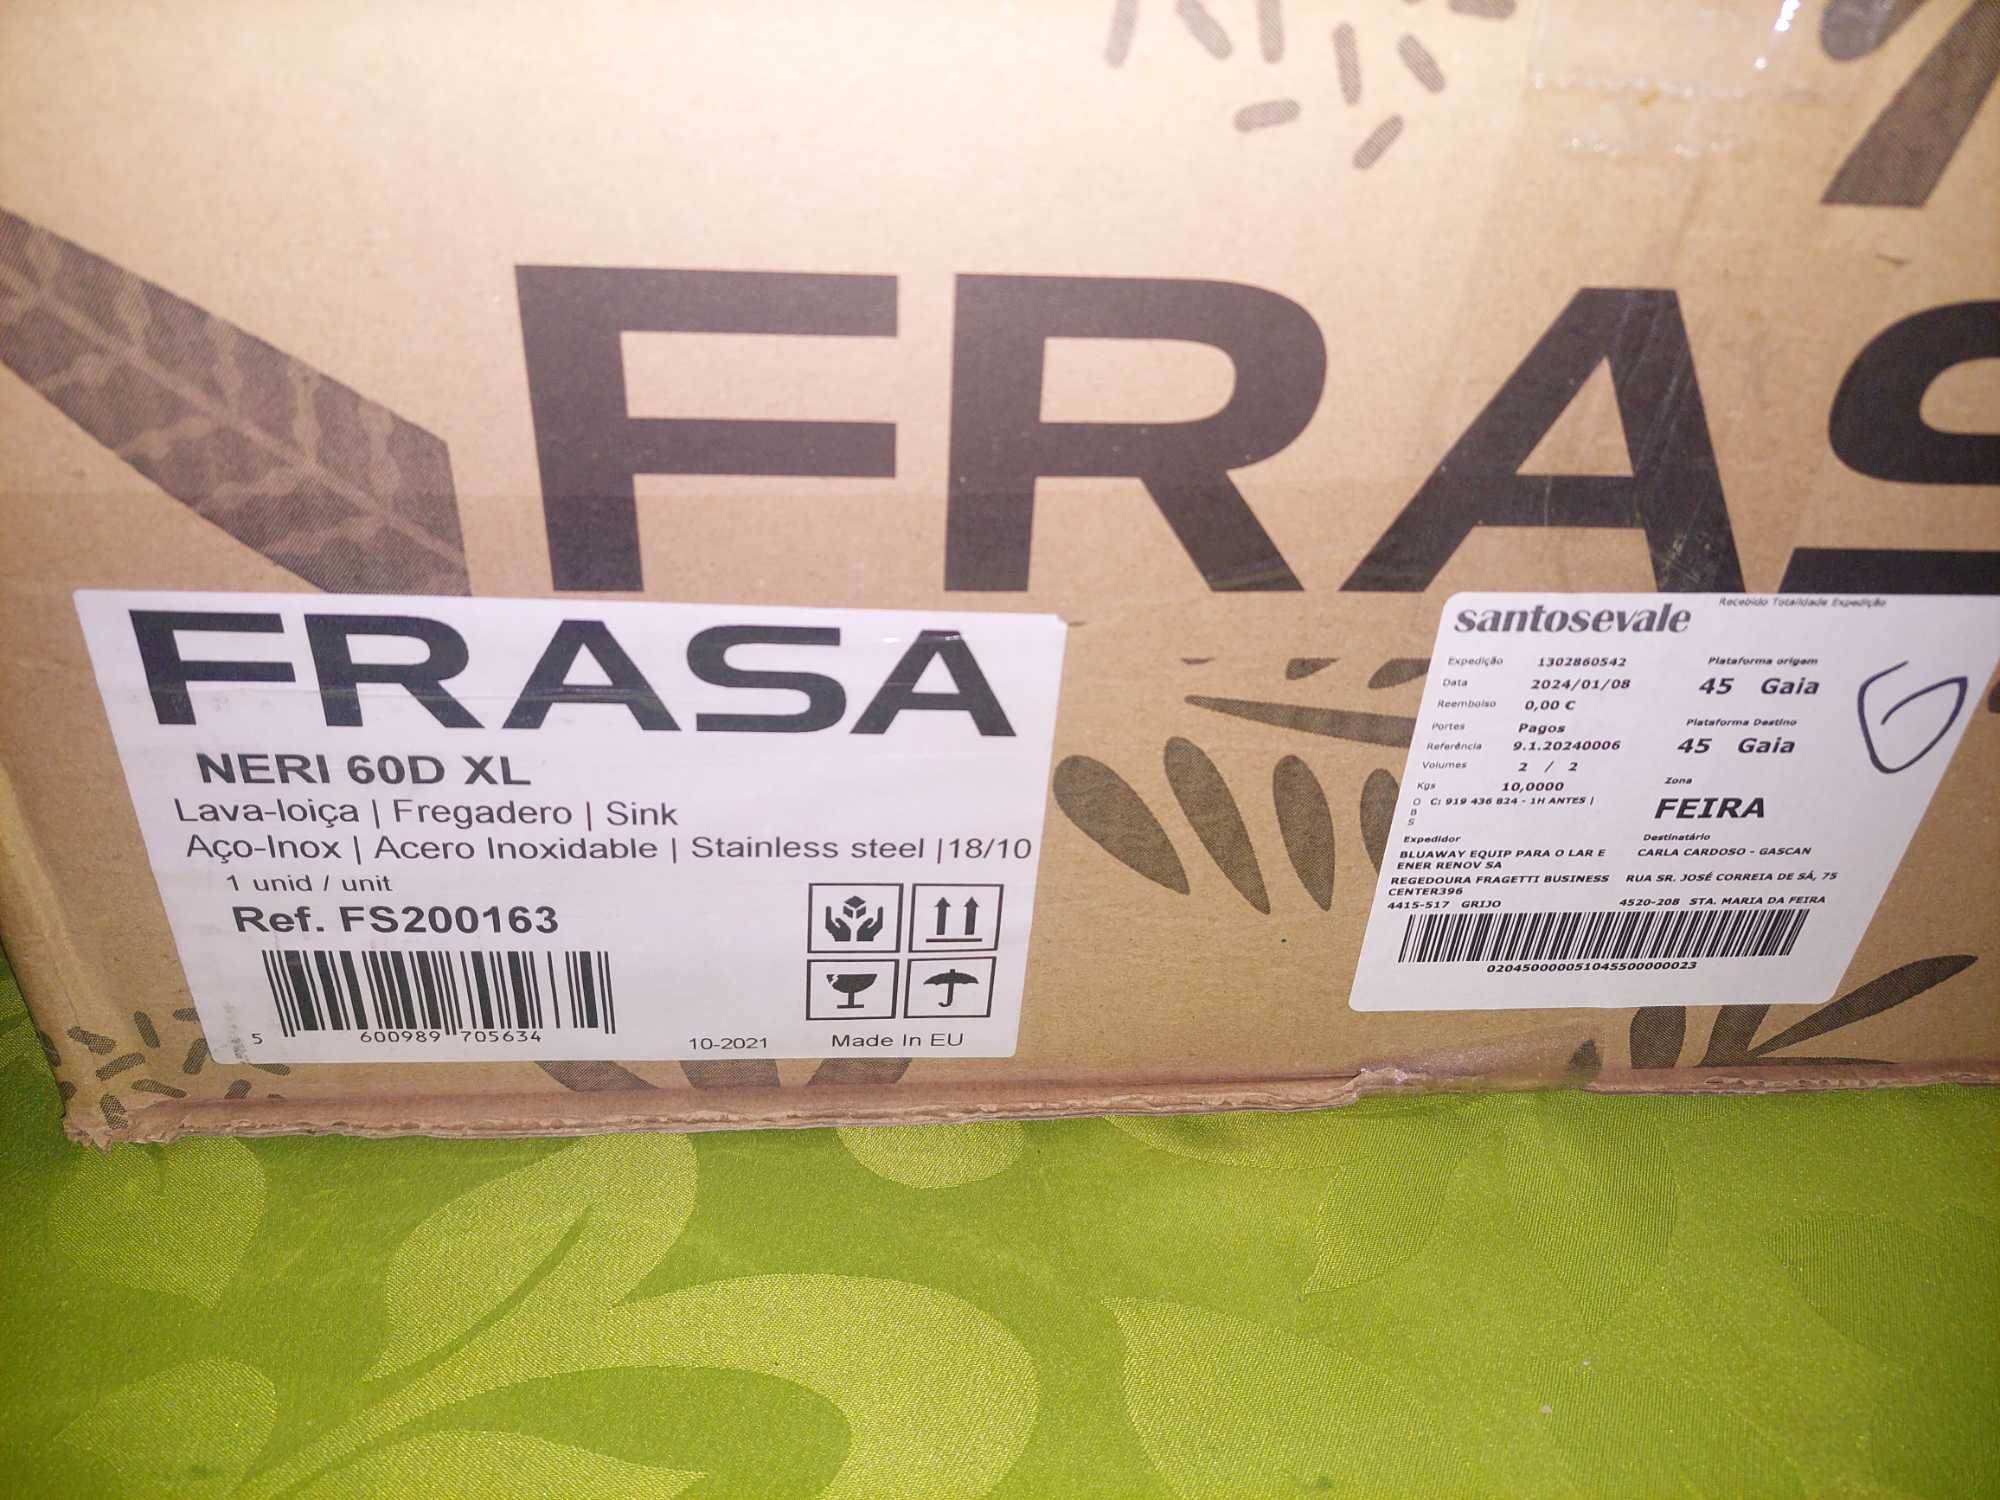 FRAS
FRASA
NERI 60D XL
Lava-loiça | Fregadero | Sink
Aço-Inox | Acero Inoxidable | Stainless steel |18/10
1 unid / unit
Ref. FS200163
5 600989 705634
10-2021
Made In EU
santosevale
Recebido Totalidade Expedição
Expedição 1302860542
Data 2024/01/08
Reembolso 0,00 €
Portes Pagos
Referência 9.1.20240006
Volumes 2 / 2
Kgs 10,0000
OBS C: 919 436 824 - 1H ANTES |
Plataforma origem
45 Gaia
Plataforma Destino
45 Gaia
Zona
FEIRA
Expedidor
BLUAWAY EQUIP PARA O LAR E
ENER RENOV SA
REGEDOURA FRAGETTI BUSINESS
CENTER396
4415-517 GRIJO
Destinatário
CARLA CARDOSO - GASCAN
RUA SR. JOSÉ CORREIA DE SÁ, 75
4520-208 STA. MARIA DA FEIRA
020450000051045500000023